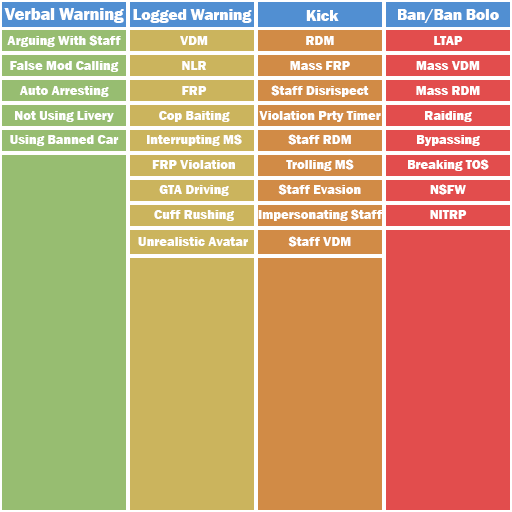 Verbal Warning Logged Warning Kick Ban/Ban Bolo
Arguing With Staff VDM RDM LTAP
False Mod Calling NLR Mass FRP Mass VDM
Auto Arresting FRP Staff Disrispect Mass RDM
Not Using Livery Cop Baiting Violation Prty Timer Raiding
Using Banned Car Interrupting MS Staff RDM Bypassing
FRP Violation Trolling MS Breaking TOS
GTA Driving Staff Evasion NSFW
Cuff Rushing Impersonating Staff NITRP
Unrealistic Avatar Staff VDM